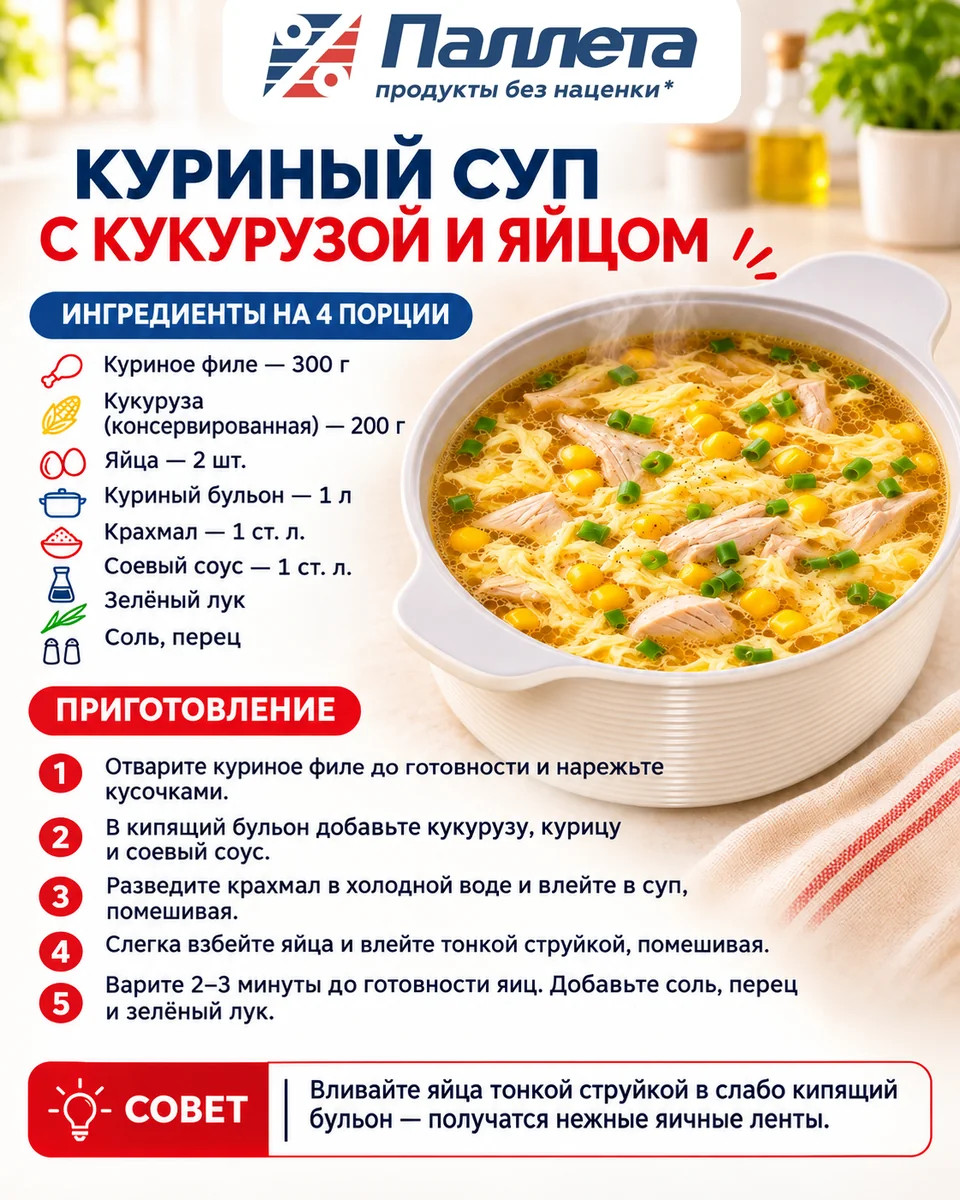 Паллета
продукты без наценки*
КУРИНЫЙ СУП
С КУКУРУЗОЙ И ЯЙЦОМ
ИНГРЕДИЕНТЫ НА 4 ПОРЦИИ
Куриное филе — 300 г
Кукуруза
(консервированная) — 200 г
Яйца — 2 шт.
Куриный бульон — 1 л
Крахмал — 1 ст. л.
Соевый соус — 1 ст. л.
Зелёный лук
Соль, перец
ПРИГОТОВЛЕНИЕ
1 Отварите куриное филе до готовности и нарежьте
кусочками.
2 В кипящий бульон добавьте кукурузу, курицу
и соевый соус.
3 Разведите крахмал в холодной воде и влейте в суп,
помешивая.
4 Слегка взбейте яйца и влейте тонкой струйкой, помешивая.
5 Варите 2–3 минуты до готовности яиц. Добавьте соль, перец
и зелёный лук.
СОВЕТ
Вливайте яйца тонкой струйкой в слабо кипящий
бульон — получатся нежные яичные ленты.